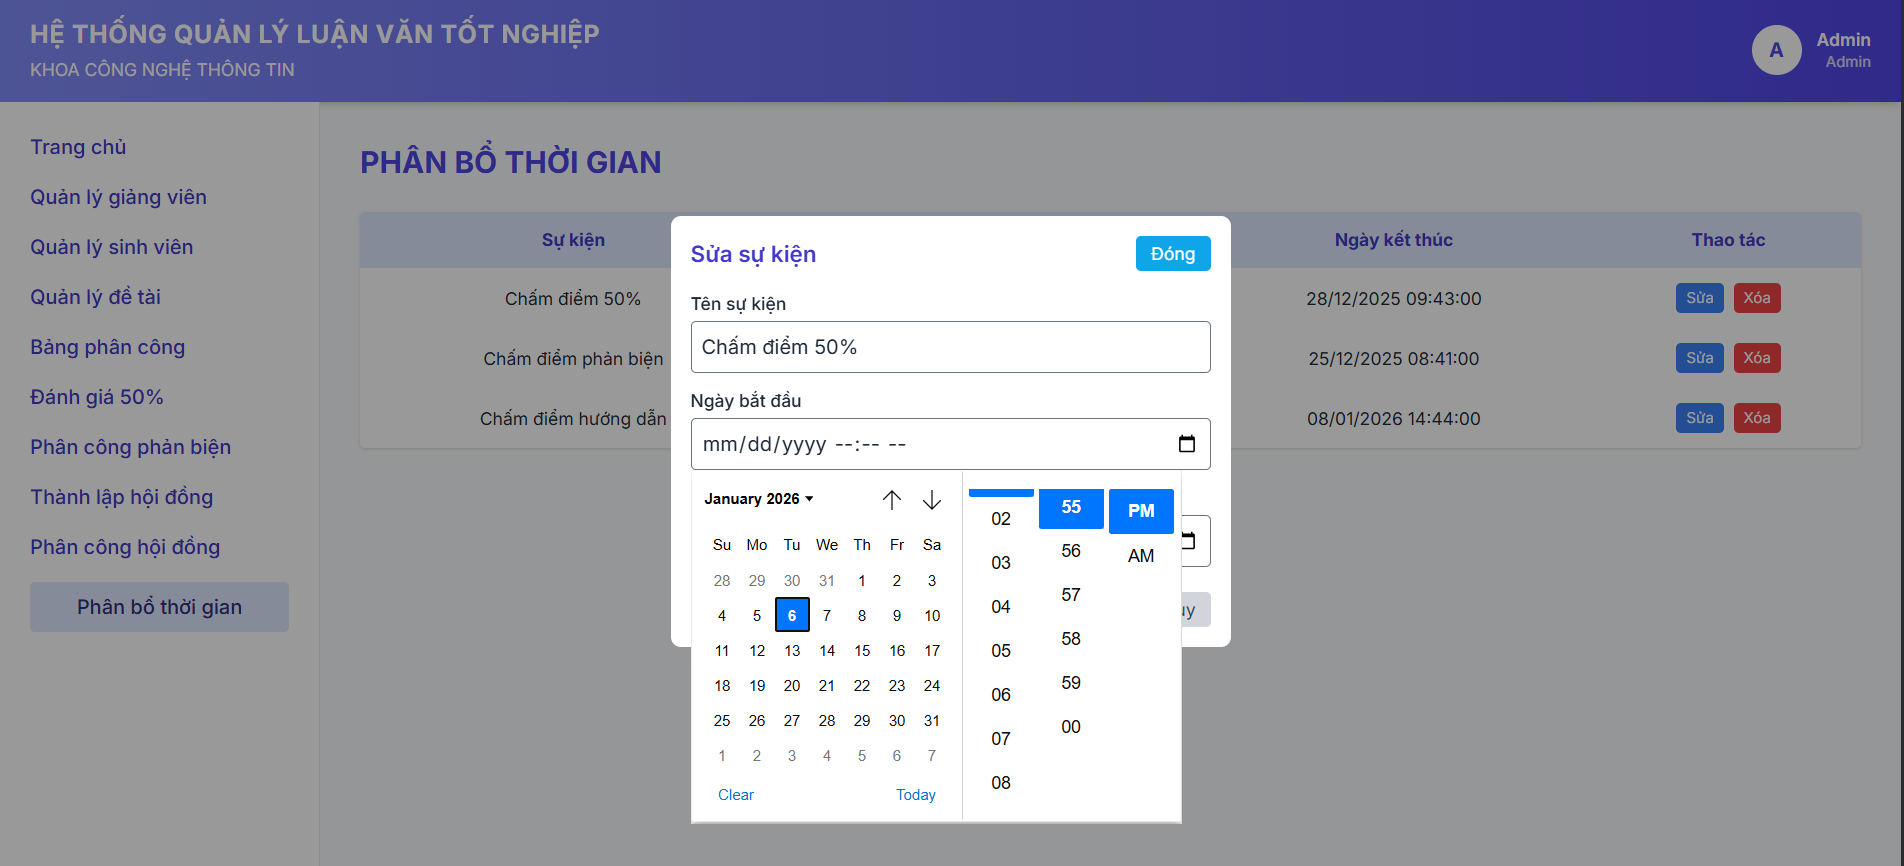 HỆ THỐNG QUẢN LÝ LUẬN VĂN TỐT NGHIỆP
KHOA CÔNG NGHỆ THÔNG TIN
A
Admin
Admin
Trang chủ
Quản lý giảng viên
Quản lý sinh viên
Quản lý đề tài
Bảng phân công
Đánh giá 50%
Phân công phản biện
Thành lập hội đồng
Phân công hội đồng
Phân bổ thời gian
PHÂN BỔ THỜI GIAN
Sự kiện Ngày kết thúc Thao tác
Chấm điểm 50% 28/12/2025 09:43:00 Sửa Xóa
Chấm điểm phản biện 25/12/2025 08:41:00 Sửa Xóa
Chấm điểm hướng dẫn 08/01/2026 14:44:00 Sửa Xóa
Sửa sự kiện Đóng
Tên sự kiện
Chấm điểm 50%
Ngày bắt đầu
mm/dd/yyyy --:-- --
January 2026
Su Mo Tu We Th Fr Sa
28 29 30 31 1 2 3
4 5 6 7 8 9 10
11 12 13 14 15 16 17
18 19 20 21 22 23 24
25 26 27 28 29 30 31
1 2 3 4 5 6 7
Clear Today
02
03
04
05
06
07
08
55
56
57
58
59
00
PM
AM